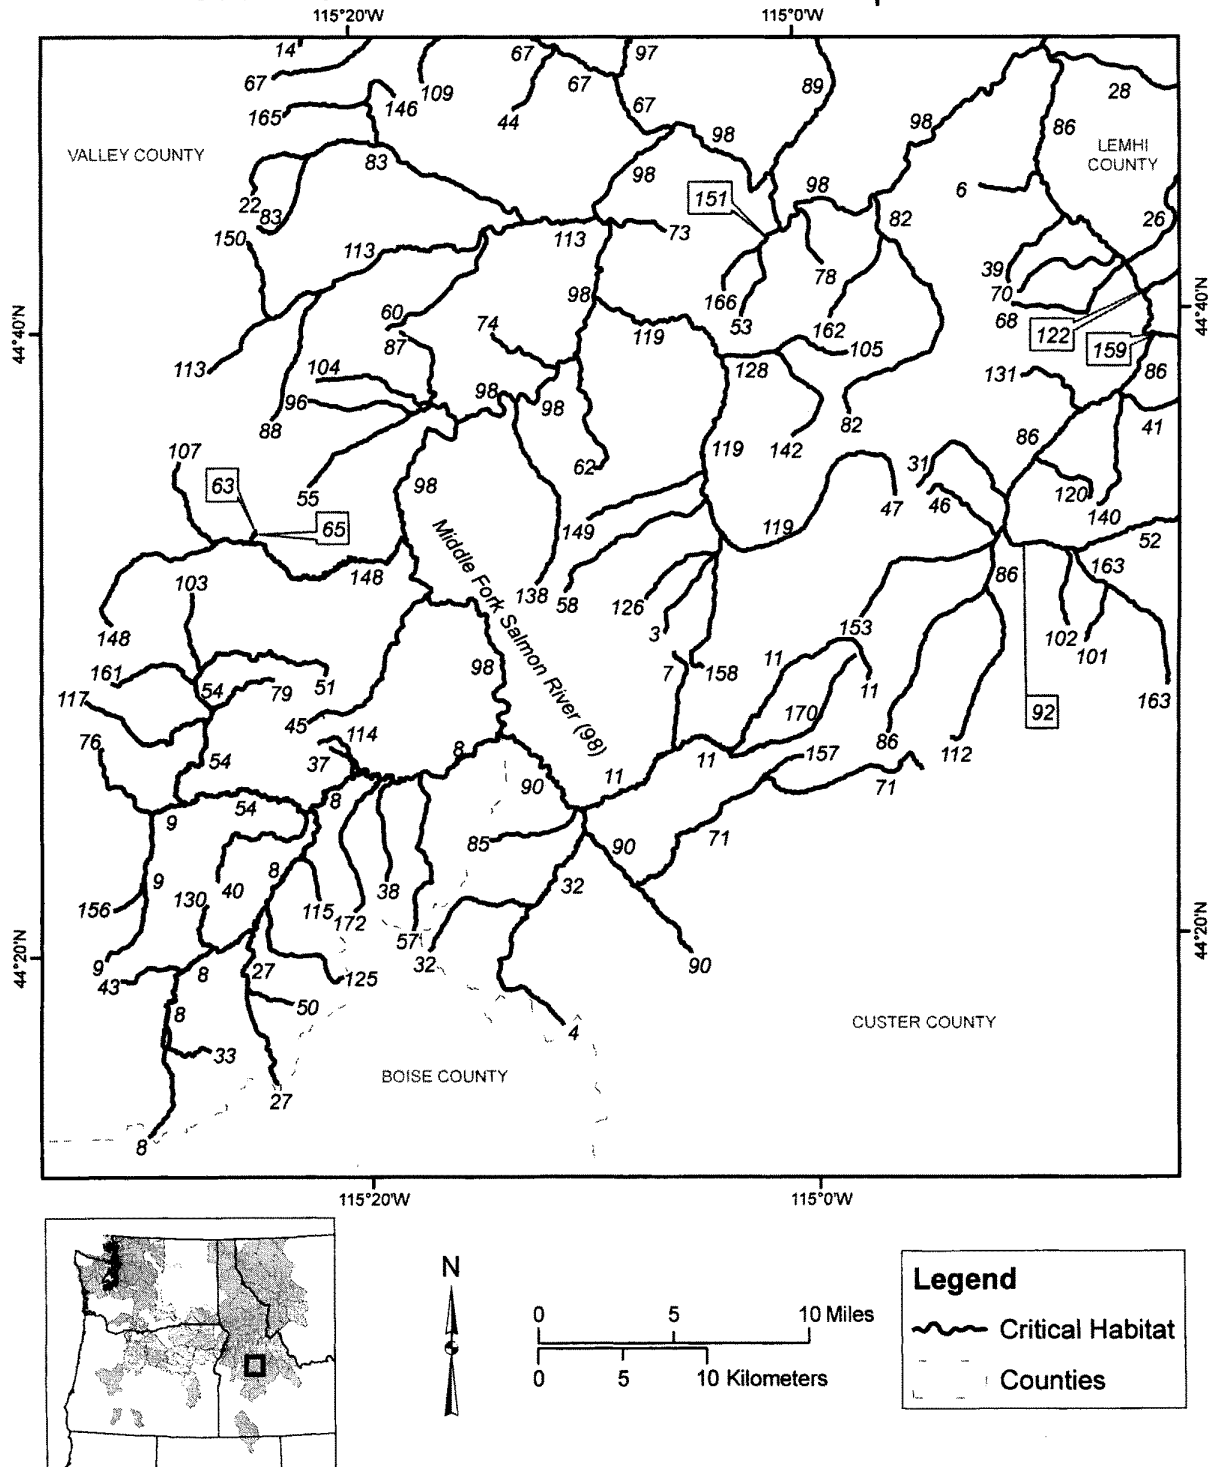 115°20'W 115°0'W
14 67 97
67 109 67 89 28
165 146 44 67 98 98 86
VALLEY COUNTY 83 LEMHI
COUNTY
98 151 98 6
22 83 82 26
150 113 113 73
78 39
98 166 70
60 53 162 68 122
44°40'N 74 119 44°40'N
87 105 159
113 104 128 131 86
96 98 98
88 82 41
107 119 142 86
62 31
63 55 98 47 46 120
65 149 119 140
52
Middle Fork Salmon River (98)
103 148 86 163
138 58 126
148 3 153 102
101
161 98 11
54 79 51 7 158 11 163
117 45 170 92
76 114 86
37 8 11 157 112
54 11
8 90 71
54
9 71
85 90
8
9 40 32
130 38
156 115 172
57 32
9 90
43 8 27 125 44°20'N 44°20'N
50
8 4 CUSTER COUNTY
33
BOISE COUNTY
27
8
115°20'W 115°0'W
N
0 5 10 Miles
0 5 10 Kilometers
Legend
Critical Habitat
Counties